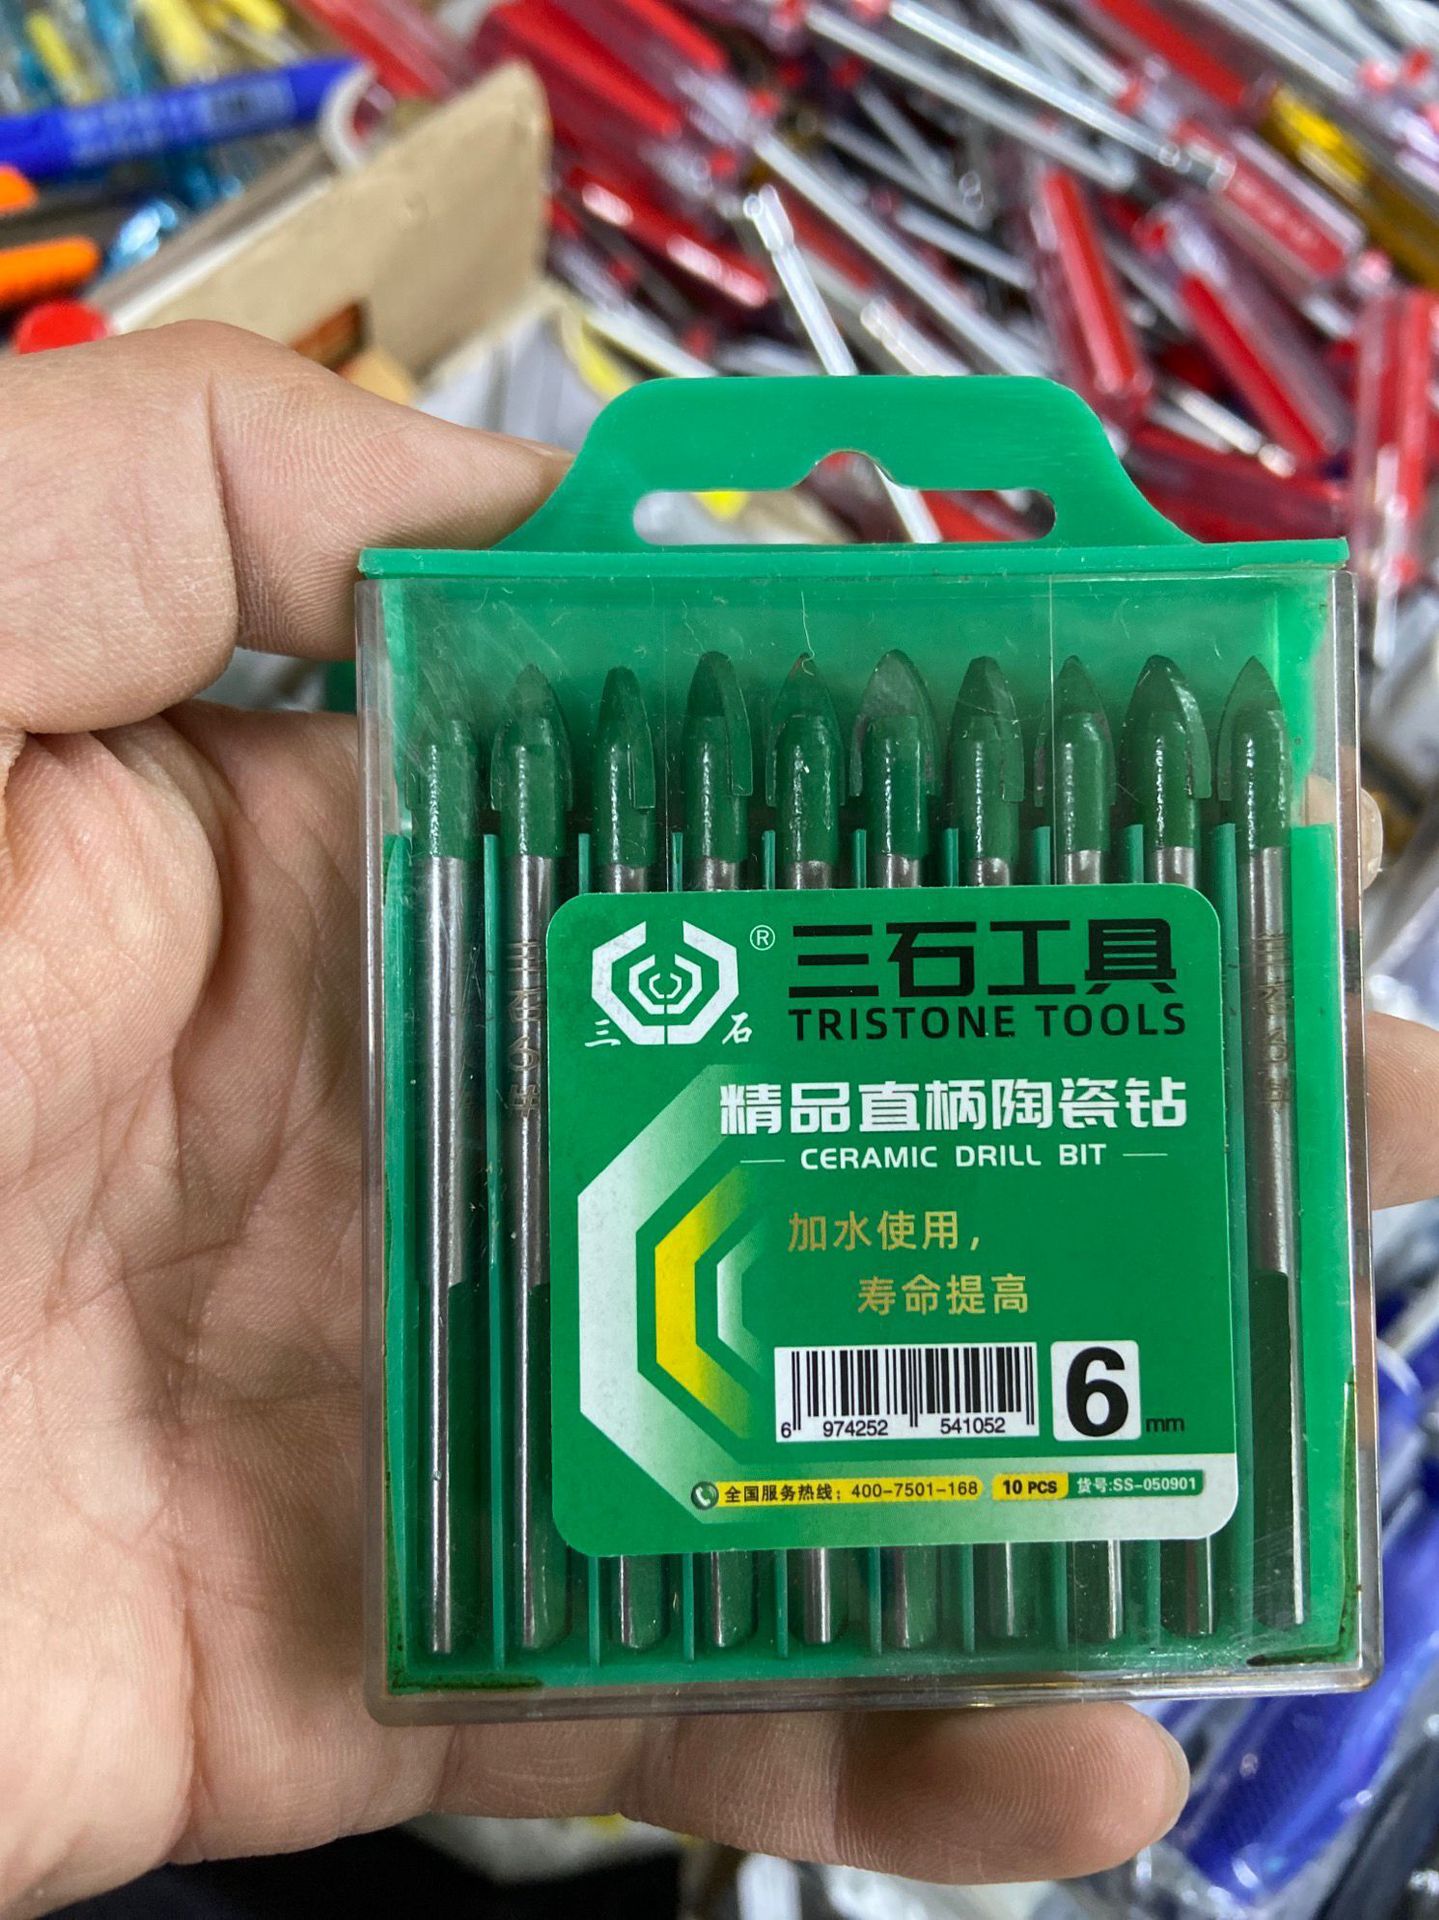 ® 三石工具
三 石
TRISTONE TOOLS
精品直柄陶瓷钻
CERAMIC DRILL BIT
加水使用，
寿命提高
6 974252 541052
6 mm
全国服务热线：400-7501-168 10 PCS 货号:SS-050901